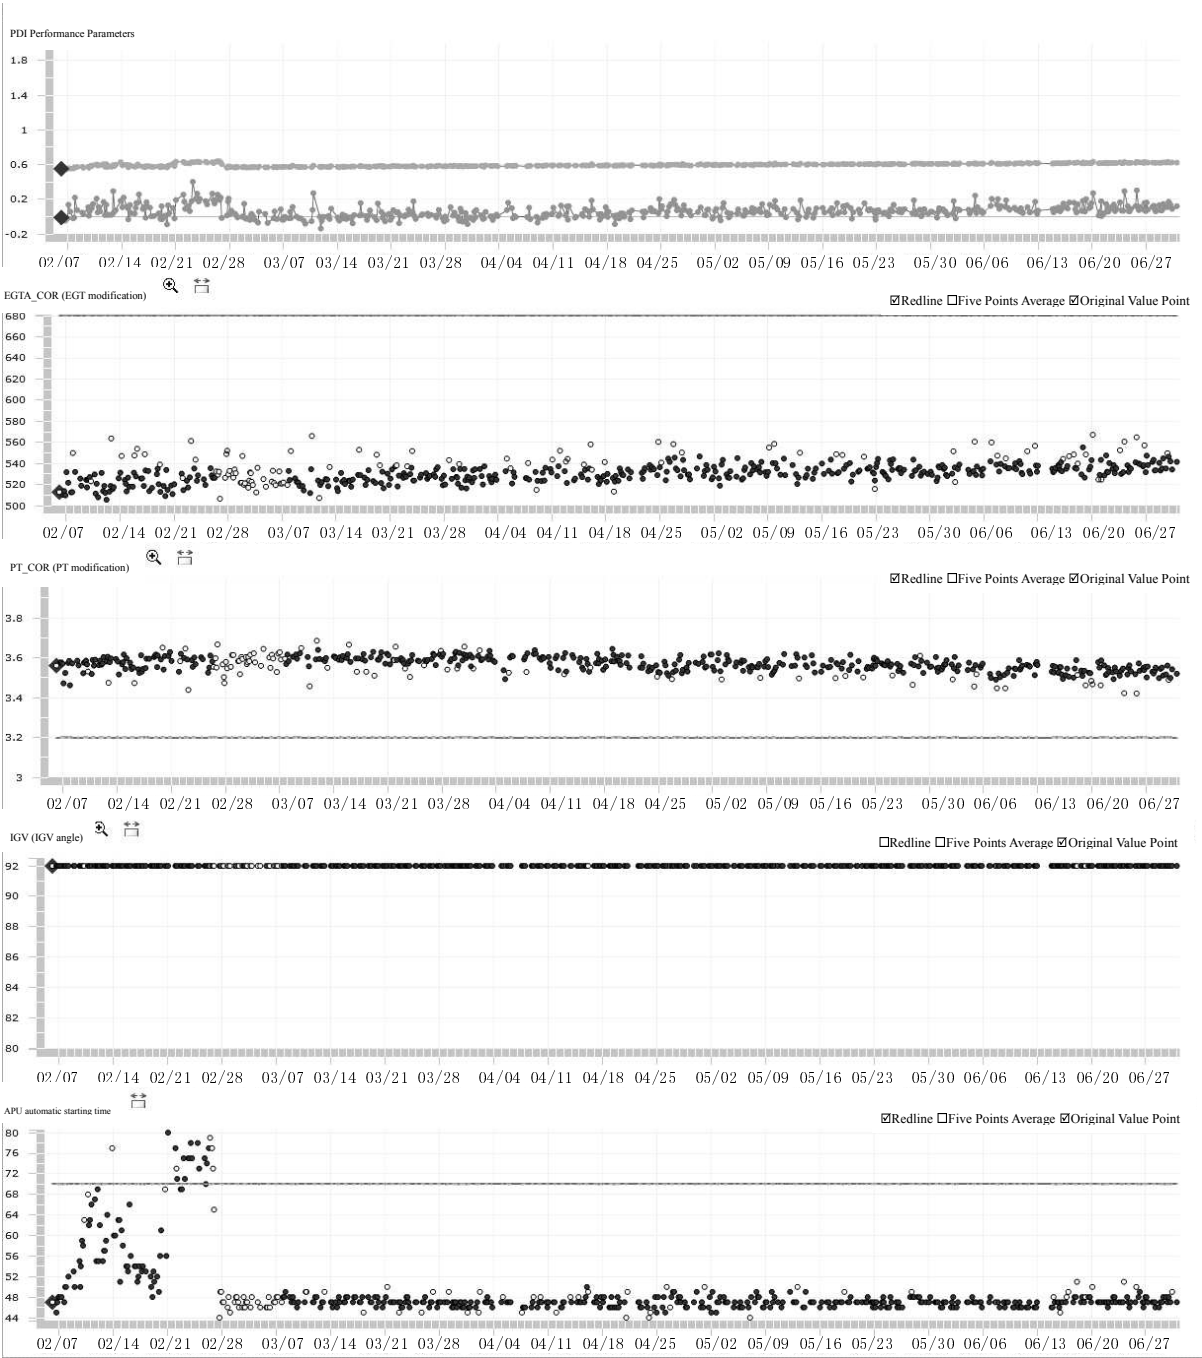 PDI Performance Parameters
1.8
1.4
1
0.6
0.2
-0.2
02/07 02/14 02/21 02/28 03/07 03/14 03/21 03/28 04/04 04/11 04/18 04/25 05/02 05/09 05/16 05/23 05/30 06/06 06/13 06/20 06/27
EGTA_COR (EGT modification)
☑Redline ☐Five Points Average ☑Original Value Point
680
660
640
620
600
580
560
540
520
500
02/07 02/14 02/21 02/28 03/07 03/14 03/21 03/28 04/04 04/11 04/18 04/25 05/02 05/09 05/16 05/23 05/30 06/06 06/13 06/20 06/27
PT_COR (PT modification)
☑Redline ☐Five Points Average ☑Original Value Point
3.8
3.6
3.4
3.2
3
02/07 02/14 02/21 02/28 03/07 03/14 03/21 03/28 04/04 04/11 04/18 04/25 05/02 05/09 05/16 05/23 05/30 06/06 06/13 06/20 06/27
IGV (IGV angle)
☐Redline ☐Five Points Average ☑Original Value Point
92
90
88
86
84
82
80
02/07 02/14 02/21 02/28 03/07 03/14 03/21 03/28 04/04 04/11 04/18 04/25 05/02 05/09 05/16 05/23 05/30 06/06 06/13 06/20 06/27
APU automatic starting time
☑Redline ☐Five Points Average ☑Original Value Point
80
76
72
68
64
60
56
52
48
44
02/07 02/14 02/21 02/28 03/07 03/14 03/21 03/28 04/04 04/11 04/18 04/25 05/02 05/09 05/16 05/23 05/30 06/06 06/13 06/20 06/27